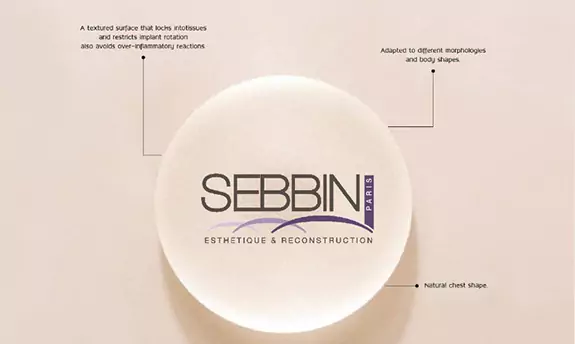 A textured surface that locks intotissues
and restricts implant rotation
also avoids over-inflammatory reactions.
Adapted to different morphologies
and body shapes.
SEBBIN
PARIS
ESTHETIQUE & RECONSTRUCTION
Natural chest shape.